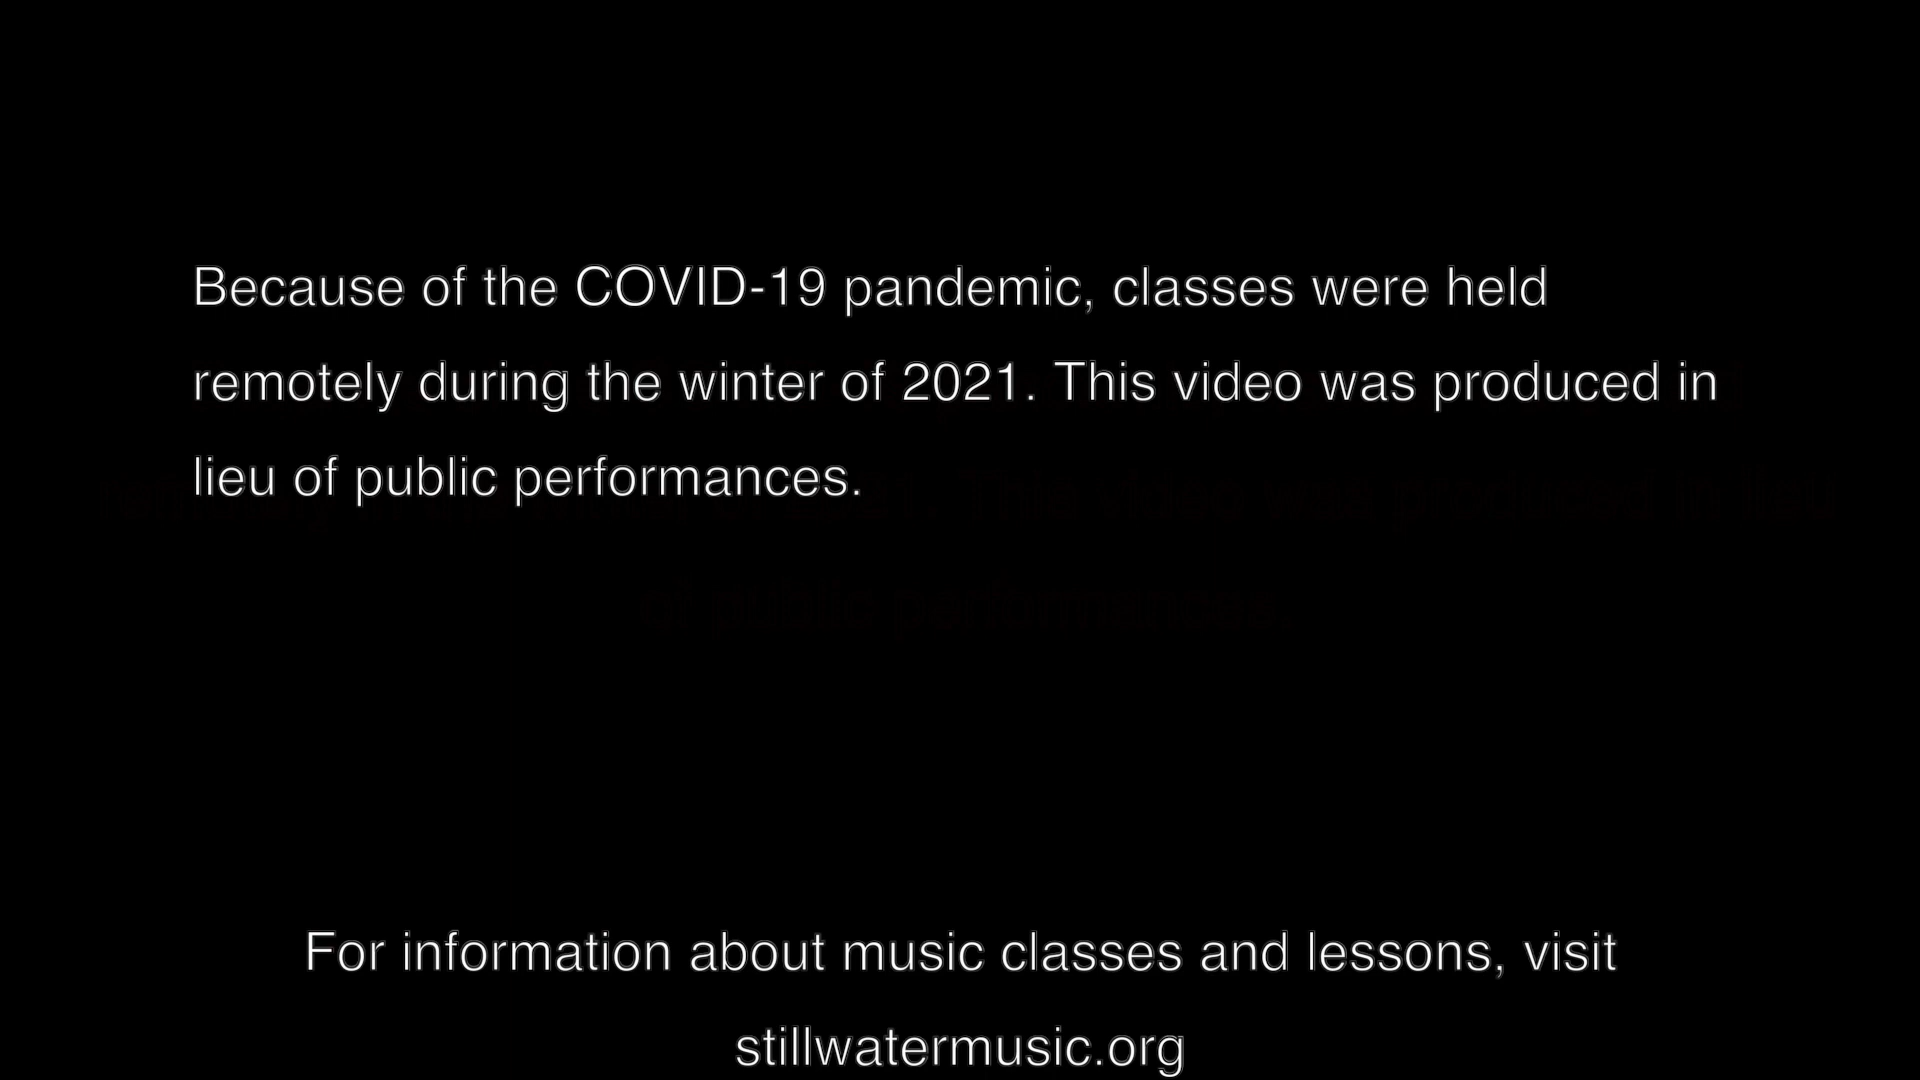 Because of the COVID-19 pandemic, classes were held
remotely during the winter of 2021. This video was produced in
lieu of public performances.
For information about music classes and lessons, visit
stillwatermusic.org